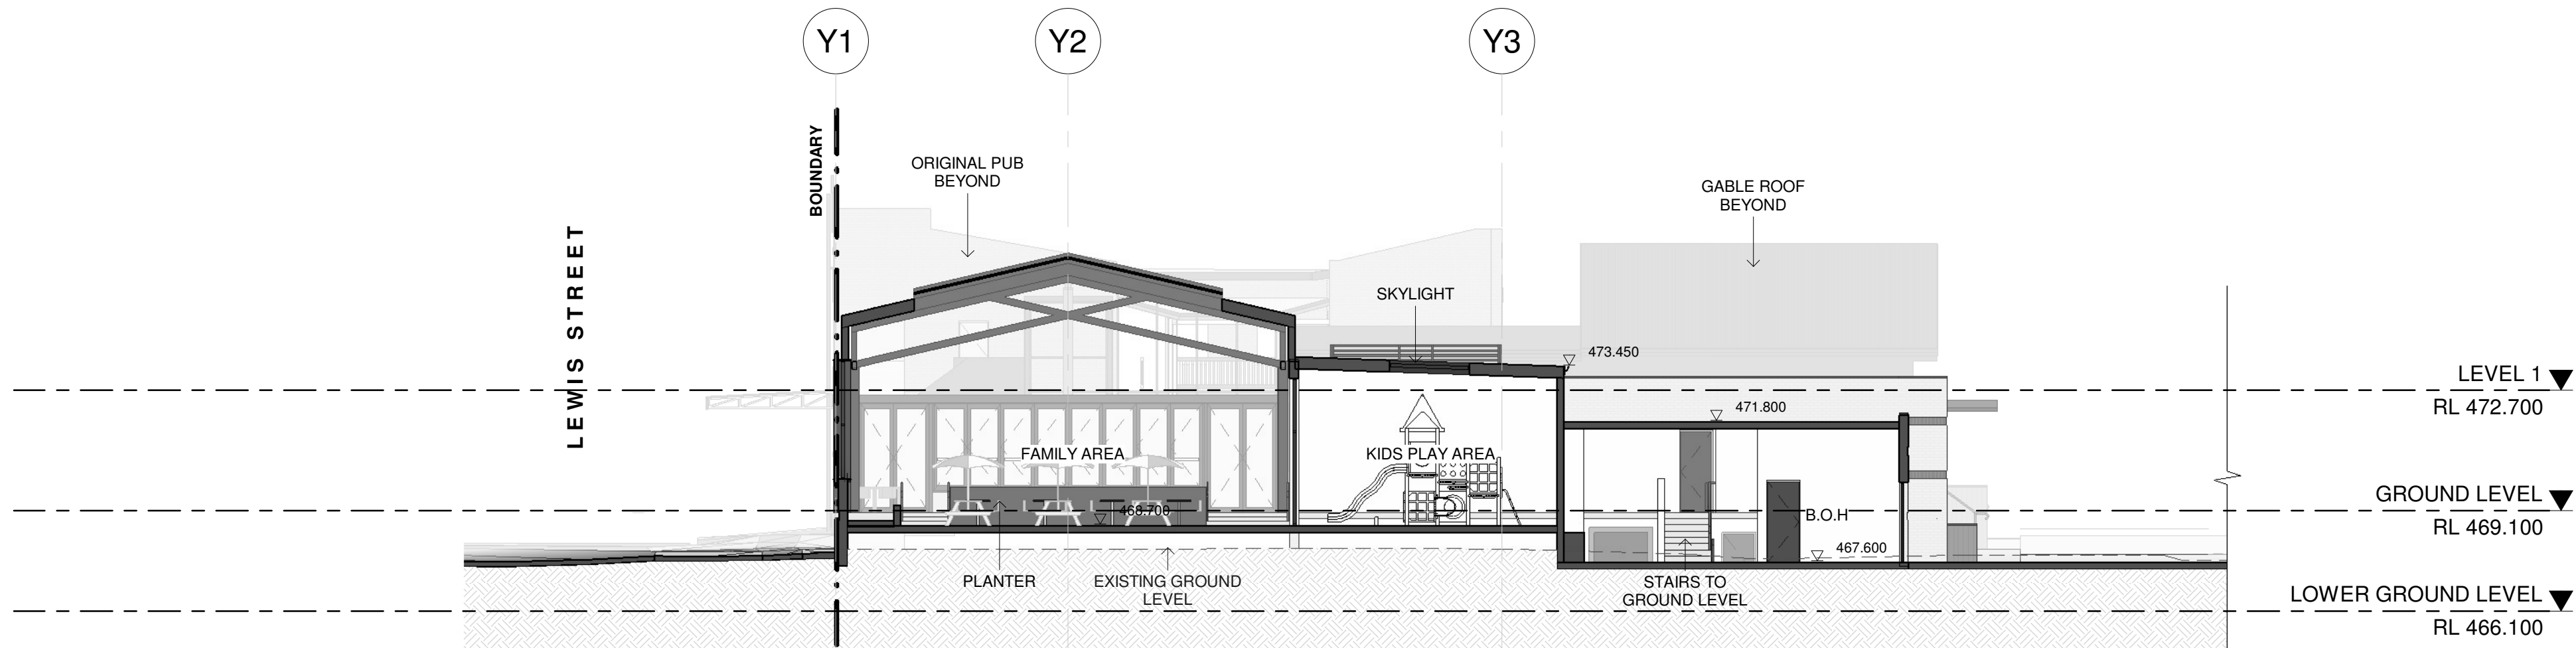 Y1
Y2
Y3
BOUNDARY
LEWIS STREET
ORIGINAL PUB
BEYOND
GABLE ROOF
BEYOND
SKYLIGHT
473.450
LEVEL 1
RL 472.700
471.800
FAMILY AREA
KIDS PLAY AREA
GROUND LEVEL
RL 469.100
468.700
B.O.H
467.600
PLANTER
EXISTING GROUND
LEVEL
STAIRS TO
GROUND LEVEL
LOWER GROUND LEVEL
RL 466.100